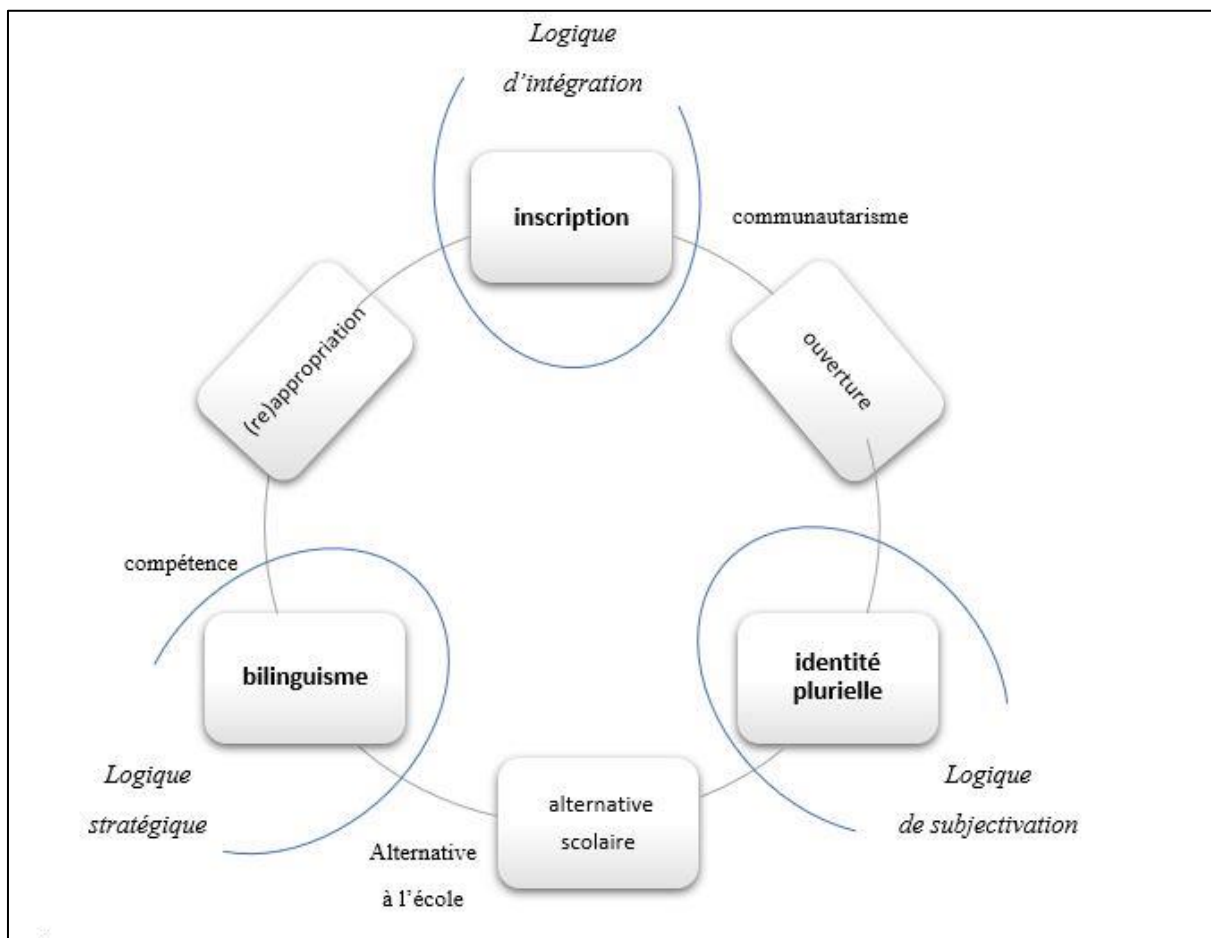 Logique
d’intégration
inscription
communautarisme
(re)appropriation
ouverture
compétence
bilinguisme
identité
plurielle
Logique
stratégique
alternative
scolaire
Logique
de subjectivation
Alternative
à l’école